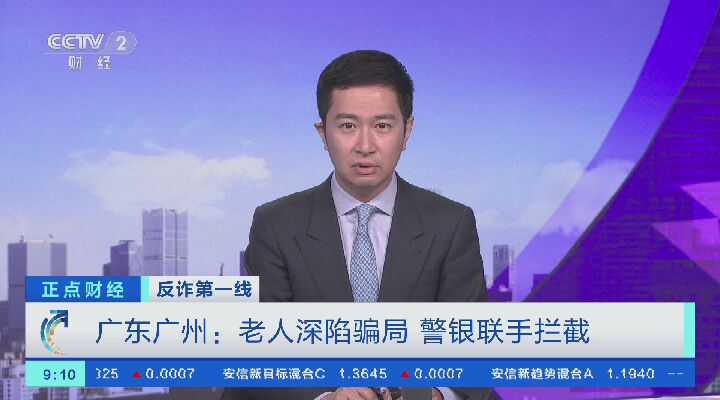 CCTV 2
财经
正点财经 反诈第一线
广东广州：老人深陷骗局 警银联手拦截
9:10 325 ▲ 0.0007 安信新目标混合C 1.3645 ▲ 0.0007 安信新趋势混合A 1.1940 --